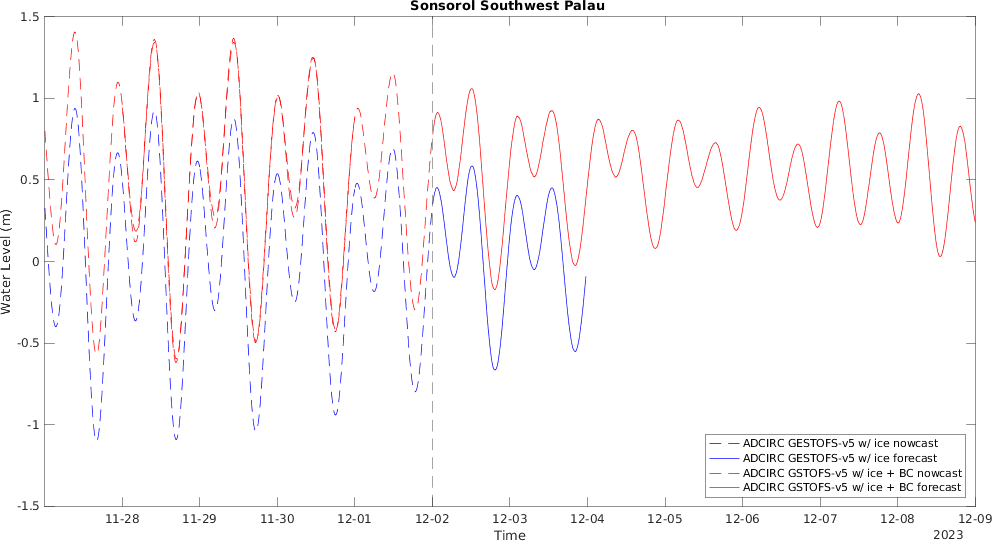 Sonsorol Southwest Palau
1.5
1
0.5
0
-0.5
-1
-1.5
Water Level (m)
ADCIRC GESTOFS-v5 w/ ice nowcast
ADCIRC GESTOFS-v5 w/ ice forecast
ADCIRC GSTOFS-v5 w/ ice + BC nowcast
ADCIRC GSTOFS-v5 w/ ice + BC forecast
11-28 11-29 11-30 12-01 12-02 12-03 12-04 12-05 12-06 12-07 12-08 12-09
Time
2023